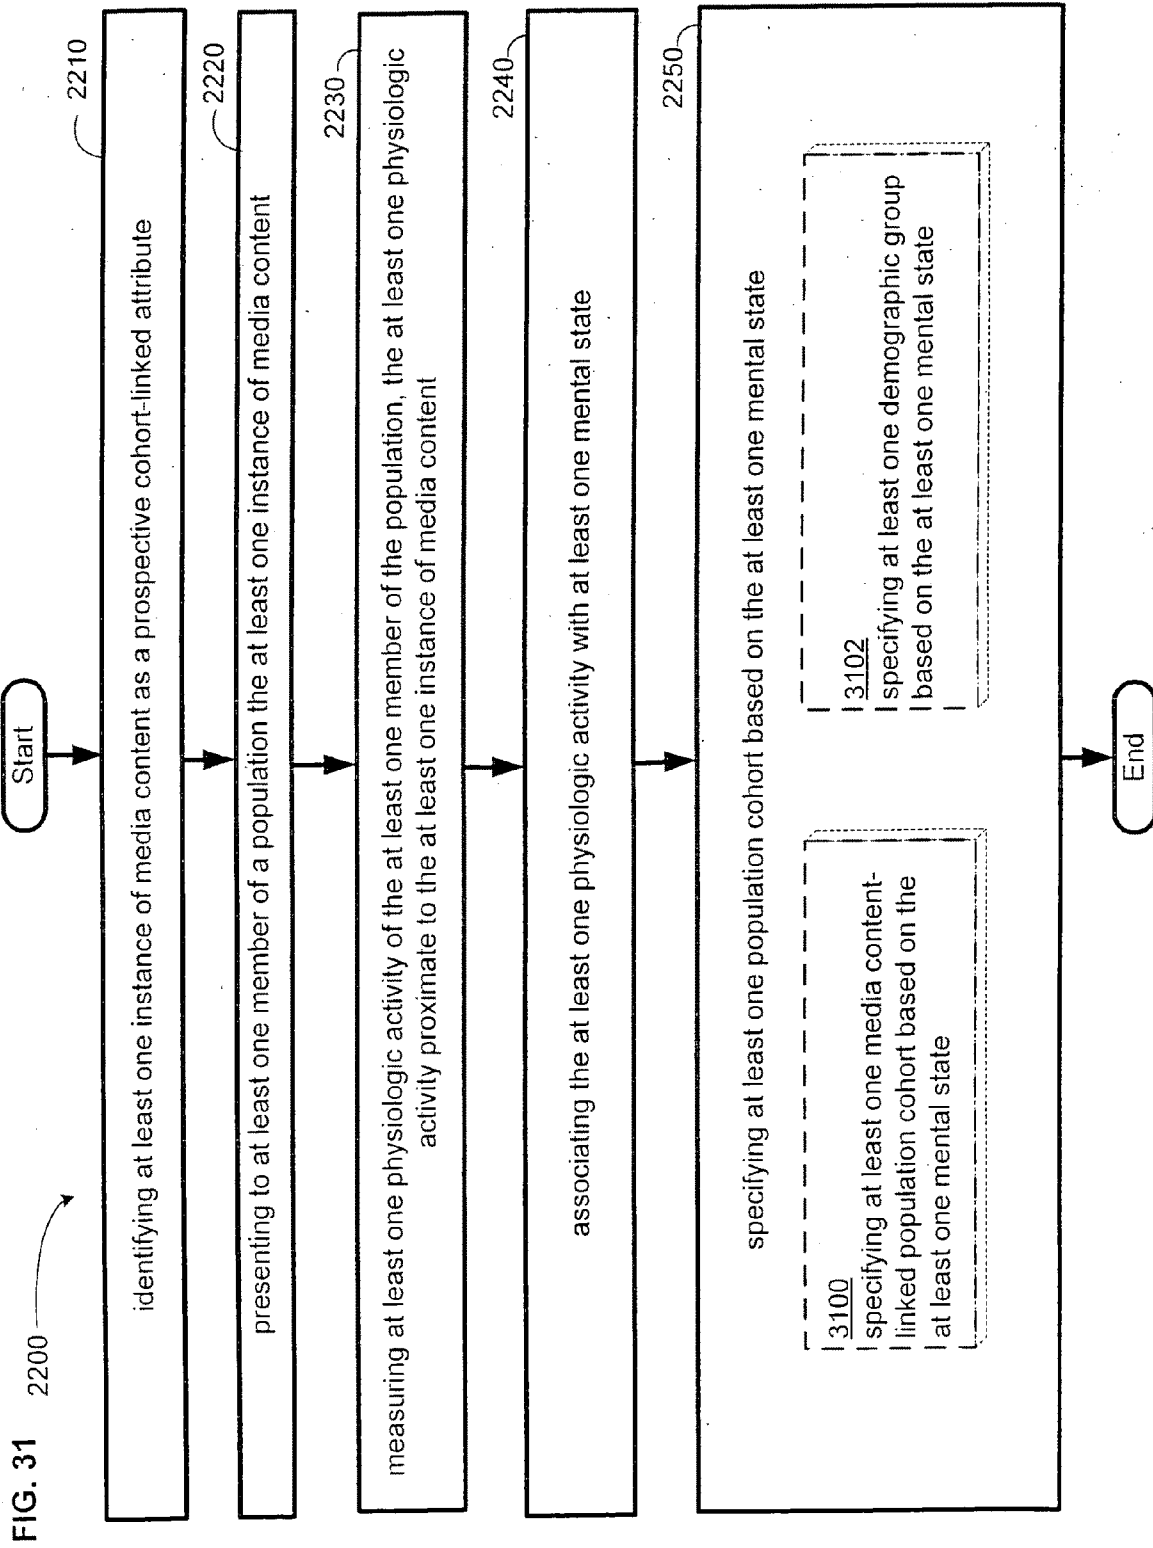 FIG. 31
2200
Start
2210
identifying at least one instance of media content as a prospective cohort-linked attribute
2220
presenting to at least one member of a population the at least one instance of media content
2230
measuring at least one physiologic activity of the at least one member of the population, the at least one physiologic
activity proximate to the at least one instance of media content
2240
associating the at least one physiologic activity with at least one mental state
2250
specifying at least one population cohort based on the at least one mental state
3100
specifying at least one media content-
linked population cohort based on the
at least one mental state
3102
specifying at least one demographic group
based on the at least one mental state
End